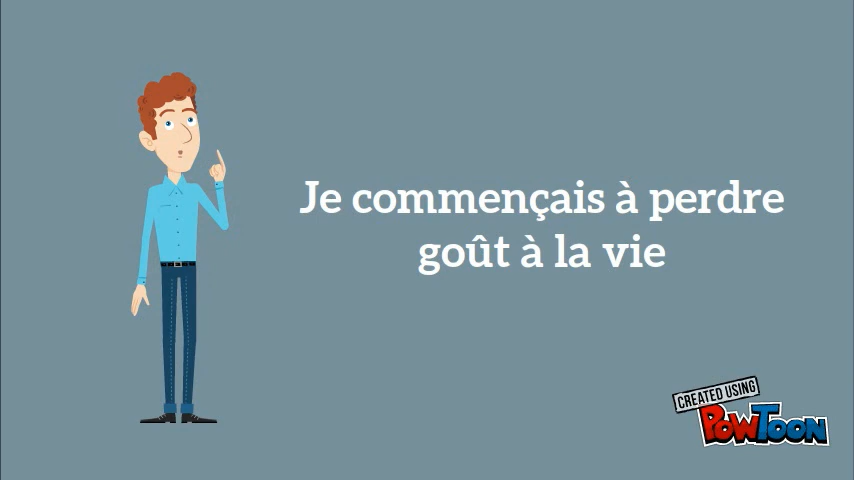 Je commençais à perdre
goût à la vie
CREATED USING
POWTOON